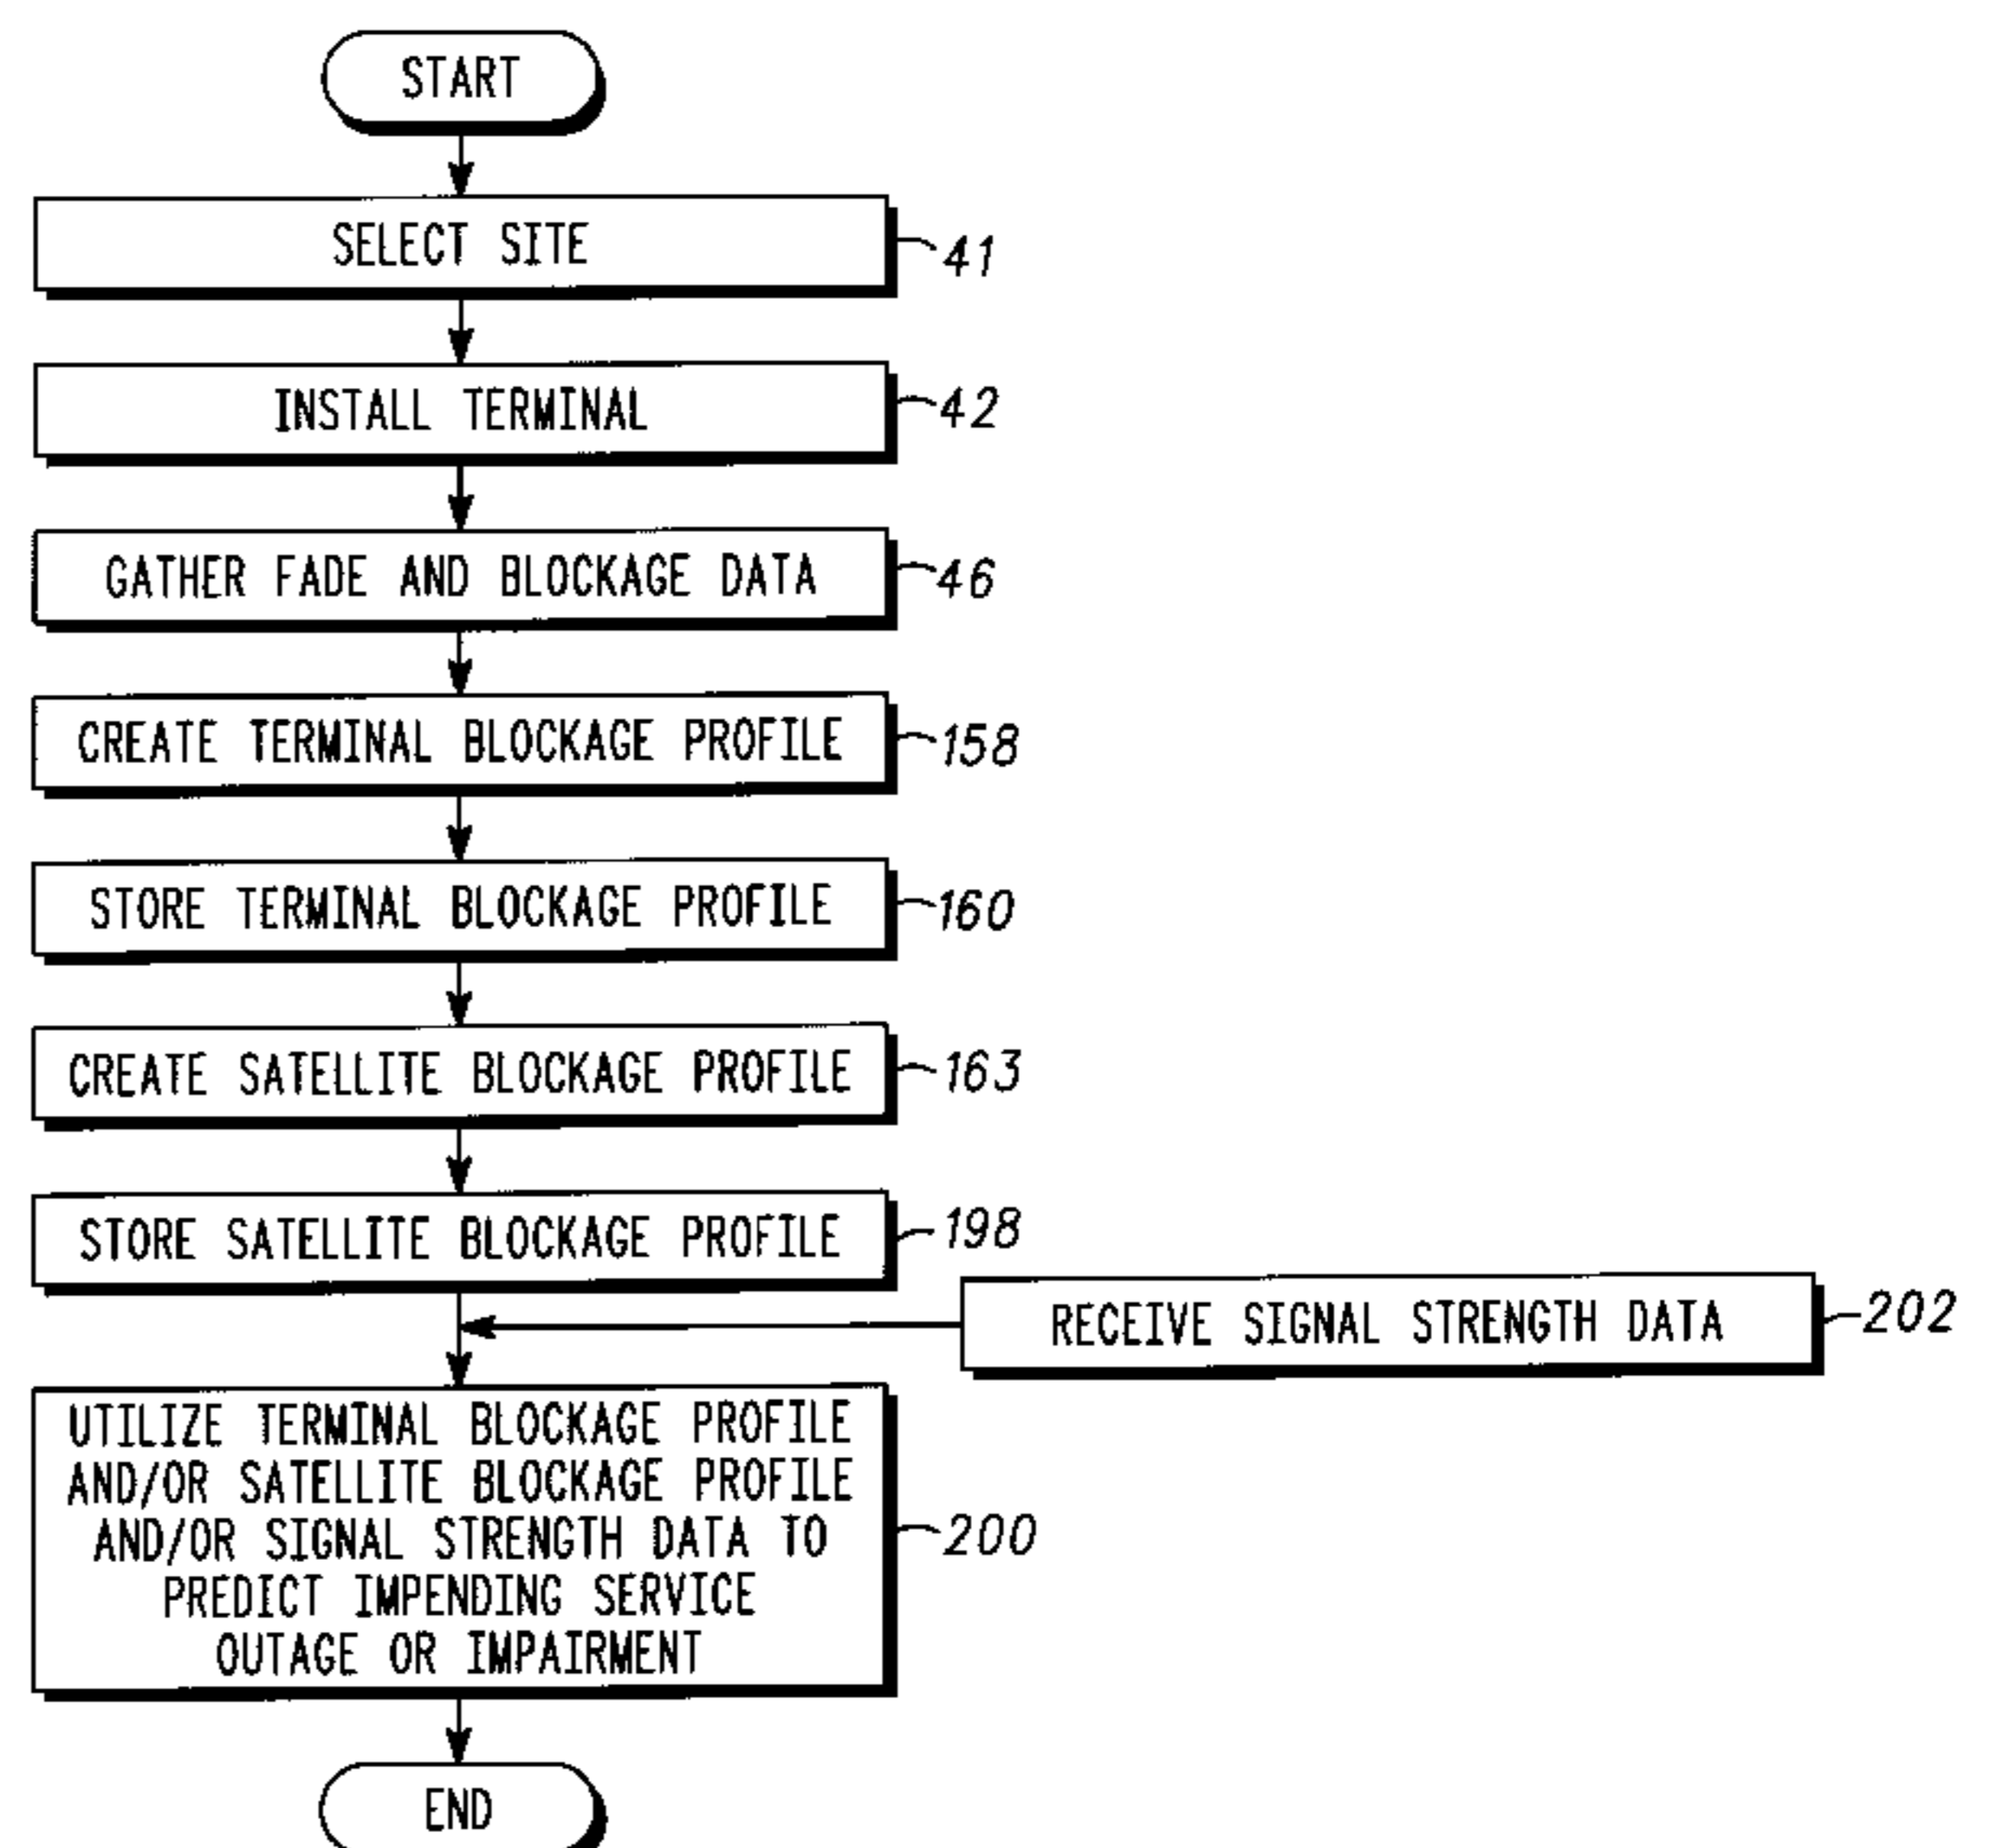 START
SELECT SITE
41
INSTALL TERMINAL
42
GATHER FADE AND BLOCKAGE DATA
46
CREATE TERMINAL BLOCKAGE PROFILE
158
STORE TERMINAL BLOCKAGE PROFILE
160
CREATE SATELLITE BLOCKAGE PROFILE
163
STORE SATELLITE BLOCKAGE PROFILE
198
RECEIVE SIGNAL STRENGTH DATA
202
UTILIZE TERMINAL BLOCKAGE PROFILE
AND/OR SATELLITE BLOCKAGE PROFILE
AND/OR SIGNAL STRENGTH DATA TO
PREDICT IMPENDING SERVICE
OUTAGE OR IMPAIRMENT
200
END